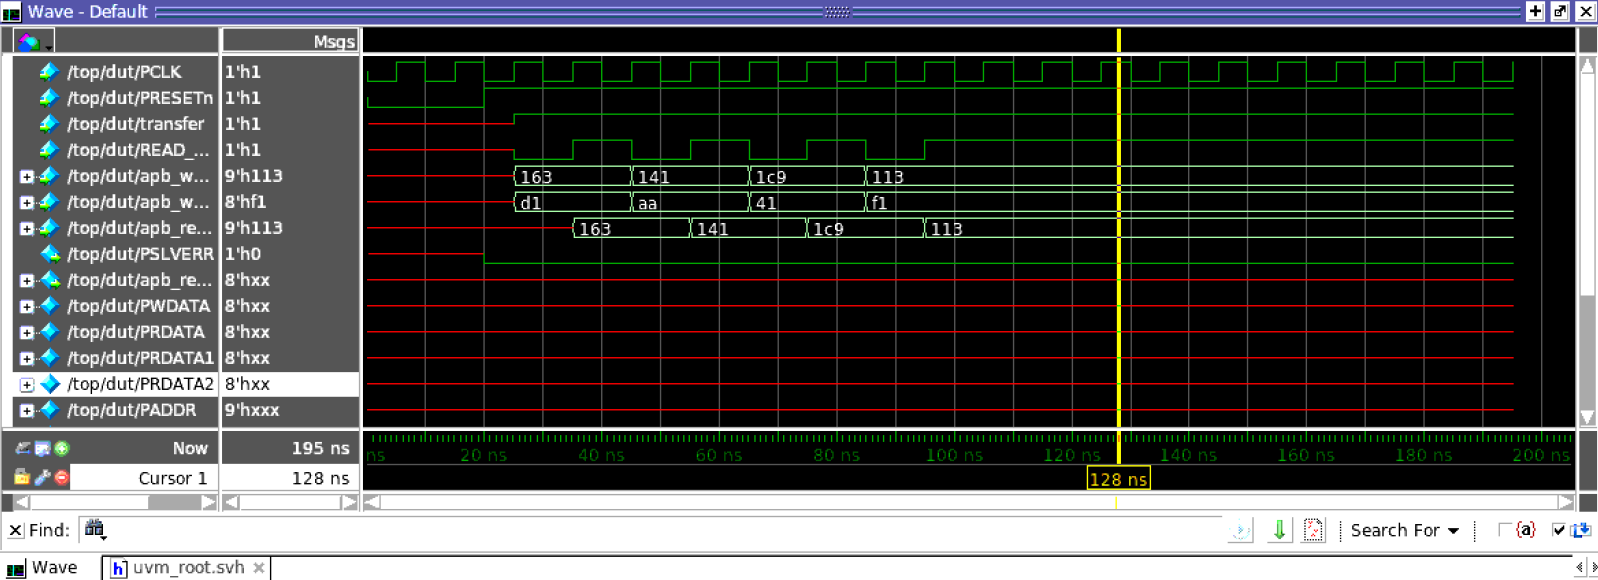 Wave - Default
Msgs
/top/dut/PCLK 1'h1
/top/dut/PRESETn 1'h1
/top/dut/transfer 1'h1
/top/dut/READ_... 1'h1
/top/dut/apb_w... 9'h113 163 141 1c9 113
/top/dut/apb_w... 8'hf1 d1 aa 41 f1
/top/dut/apb_re... 9'h113 163 141 1c9 113
/top/dut/PSLVERR 1'h0
/top/dut/apb_re... 8'hxx
/top/dut/PWDATA 8'hxx
/top/dut/PRDATA 8'hxx
/top/dut/PRDATA1 8'hxx
/top/dut/PRDATA2 8'hxx
/top/dut/PADDR 9'hxxx
Now 195 ns ns 20 ns 40 ns 60 ns 80 ns 100 ns 120 ns 140 ns 160 ns 180 ns 200 ns
Cursor 1 128 ns 128 ns
Find: Search For {a}
Wave h uvm_root.svh